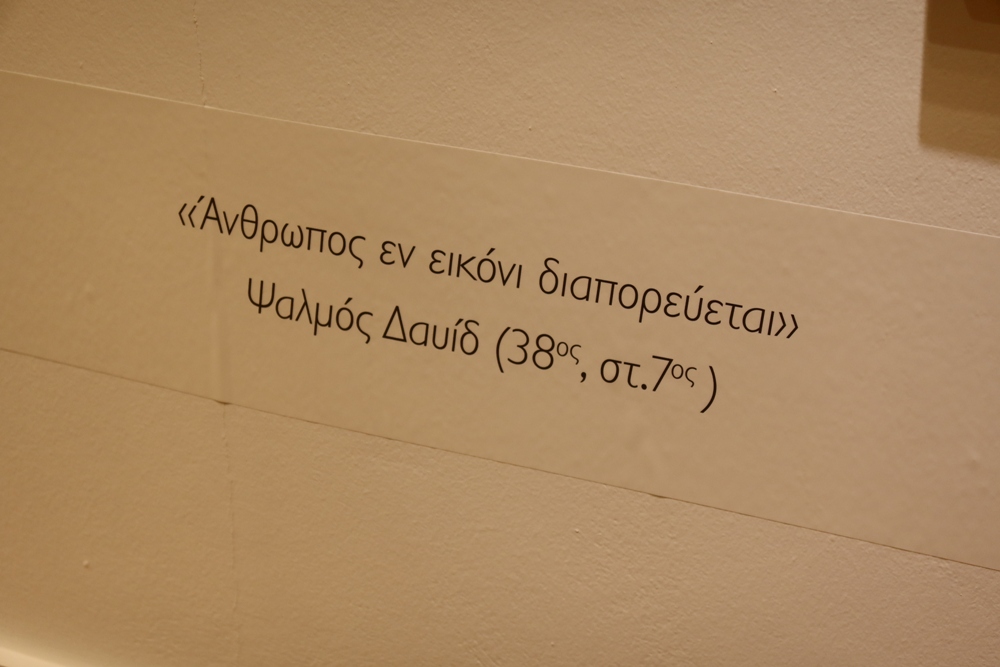 ‹‹Άνθρωπος εν εικόνι διαπορεύεται››
Ψαλμός Δαυίδ (38ος, στ.7ος )